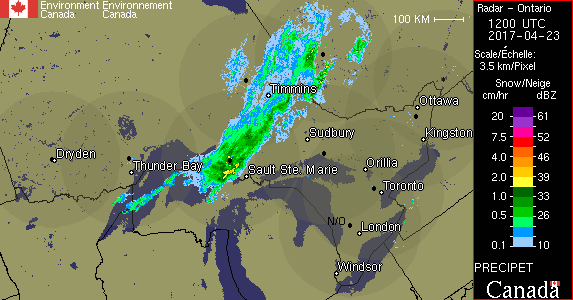 Environment Environnement
Canada Canada
100 KM
Timmins
Ottawa
Sudbury
Kingston
Dryden
Thunder Bay
Sault Ste. Marie
Orillia
Toronto
N/O
London
Windsor
Radar - Ontario
1200 UTC
2017-04-23
Scale/Échelle:
3.5 km/Pixel
Snow/Neige
cm/hr dBZ
20 61
7.5 52
4.0 46
2.0 39
1.0 33
0.5 26
0.1 10
PRECIPET
Canada